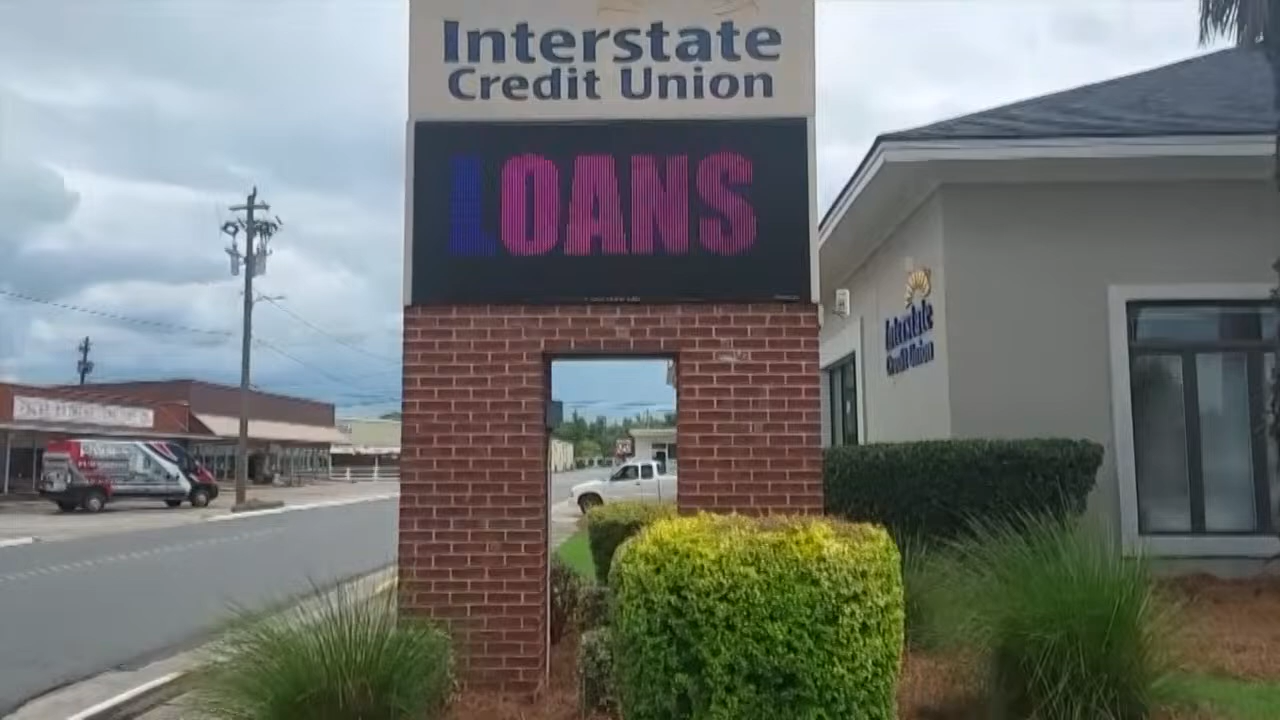 Interstate
Credit Union
LOANS
Interstate
Credit Union